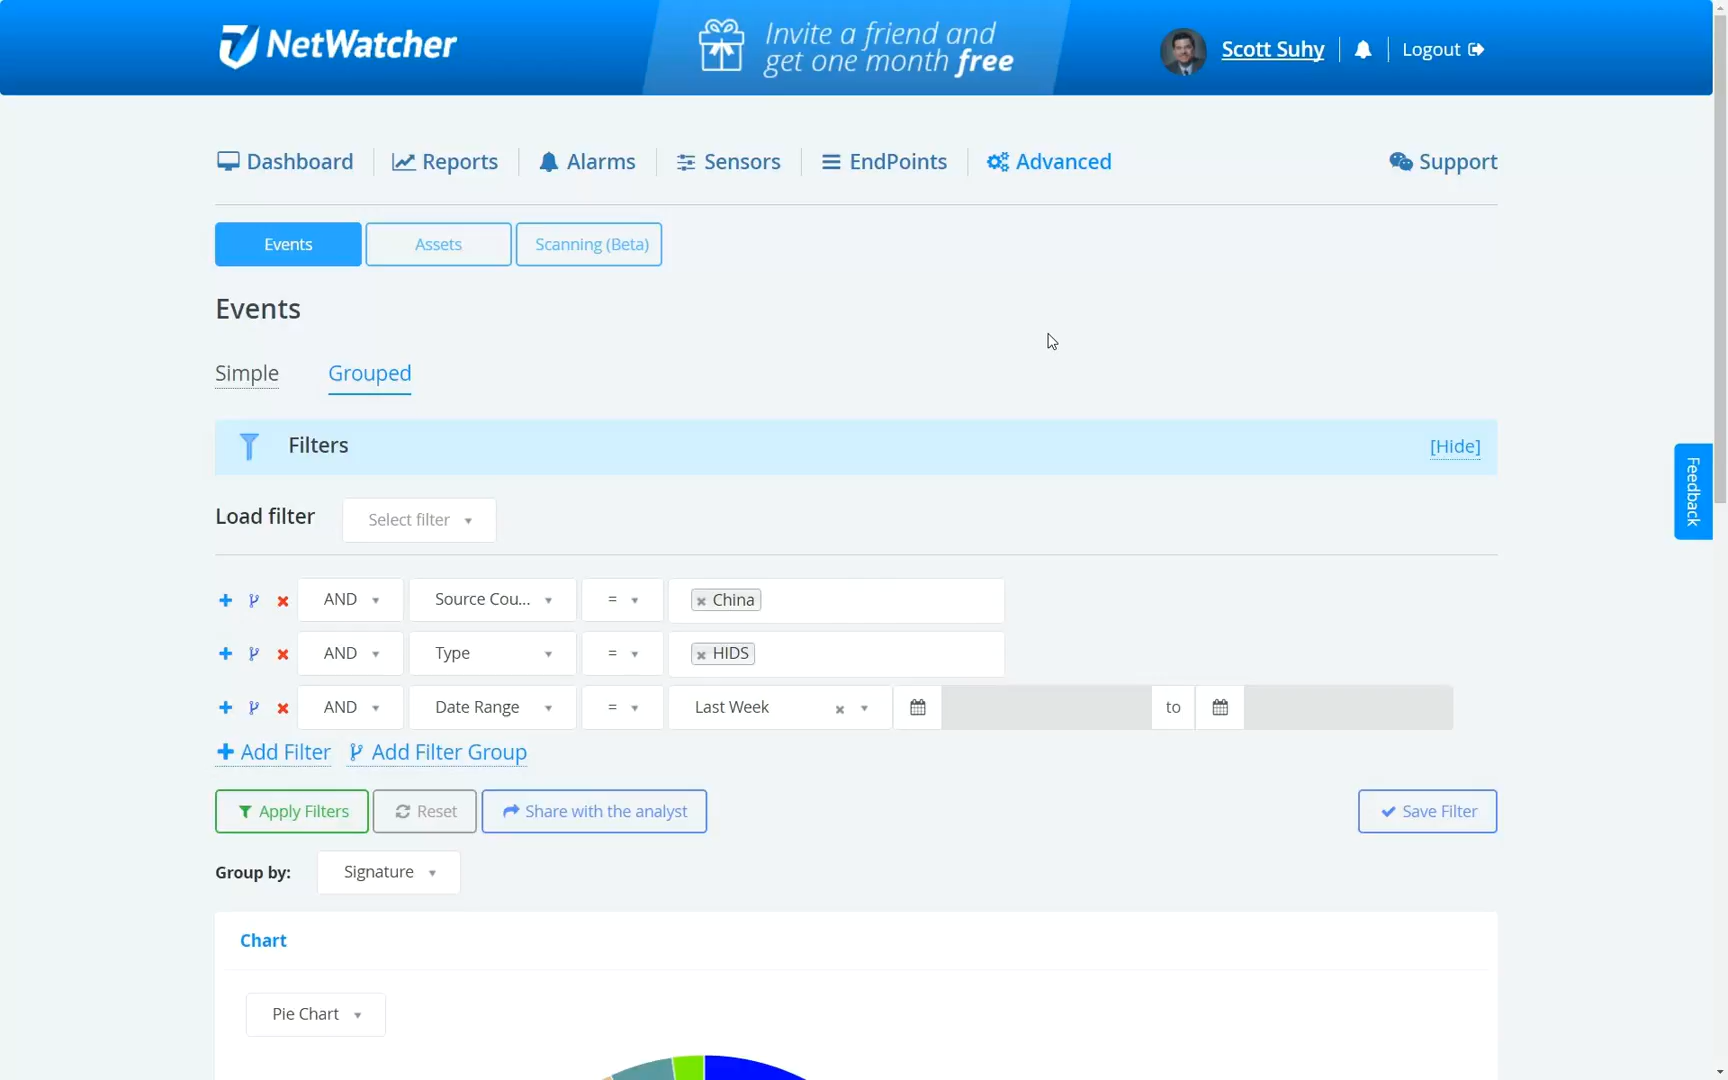 NetWatcher
Invite a friend and
get one month free
Scott Suhy
Logout
Dashboard
Reports
Alarms
Sensors
EndPoints
Advanced
Support
Events
Assets
Scanning (Beta)
Events
Simple
Grouped
Filters
[Hide]
Feedback
Load filter
Select filter
AND
Source Cou...
=
× China
AND
Type
=
× HIDS
AND
Date Range
=
Last Week
×
to
Add Filter
Add Filter Group
Apply Filters
Reset
Share with the analyst
Save Filter
Group by:
Signature
Chart
Pie Chart